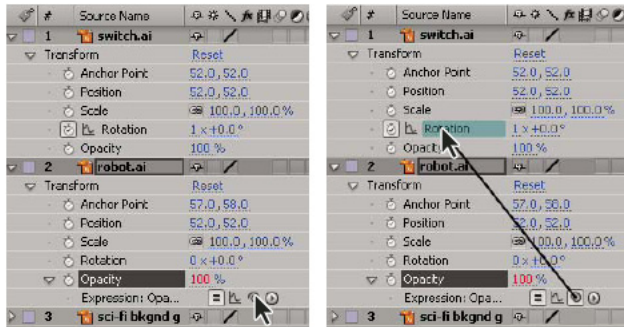 # Source Name
1 switch.ai
Transform Reset
Anchor Point 52.0, 52.0
Position 52.0, 52.0
Scale 100.0, 100.0%
Rotation 1 x +0.0°
Opacity 100 %
2 robot.ai
Transform Reset
Anchor Point 57.0, 58.0
Position 52.0, 52.0
Scale 100.0, 100.0%
Rotation 0 x +0.0°
Opacity 100 %
Expression: Opa...
3 sci-fi bkgnd g
# Source Name
1 switch.ai
Transform Reset
Anchor Point 52.0, 52.0
Position 52.0, 52.0
Scale 100.0, 100.0%
Rotation 1 x +0.0°
Opacity 100 %
2 robot.ai
Transform Reset
Anchor Point 57.0, 58.0
Position 52.0, 52.0
Scale 100.0, 100.0%
Rotation 0 x +0.0°
Opacity 100 %
Expression: Opa...
3 sci-fi bkgnd g